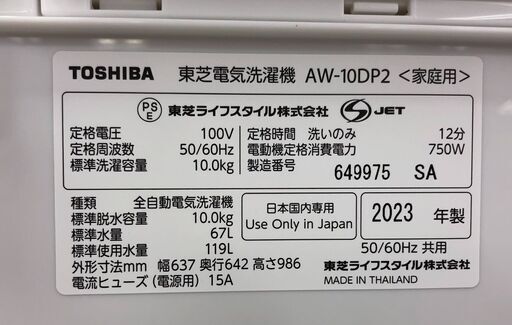 TOSHIBA 東芝電気洗濯機 AW-10DP2 <家庭用>
PS E 東芝ライフスタイル株式会社 S JET
定格電圧 100V
定格周波数 50/60Hz
標準洗濯容量 10.0kg
定格時間 洗いのみ 12分
電動機定格消費電力 750W
製造番号 649975 SA
種類 全自動電気洗濯機
標準脱水容量 10.0kg
標準水量 67L
標準使用水量 119L
外形寸法mm 幅637 奥行642 高さ986
電流ヒューズ(電源用) 15A
日本国内専用
Use Only in Japan
2023 年製
50/60Hz 共用
東芝ライフスタイル株式会社
MADE IN THAILAND